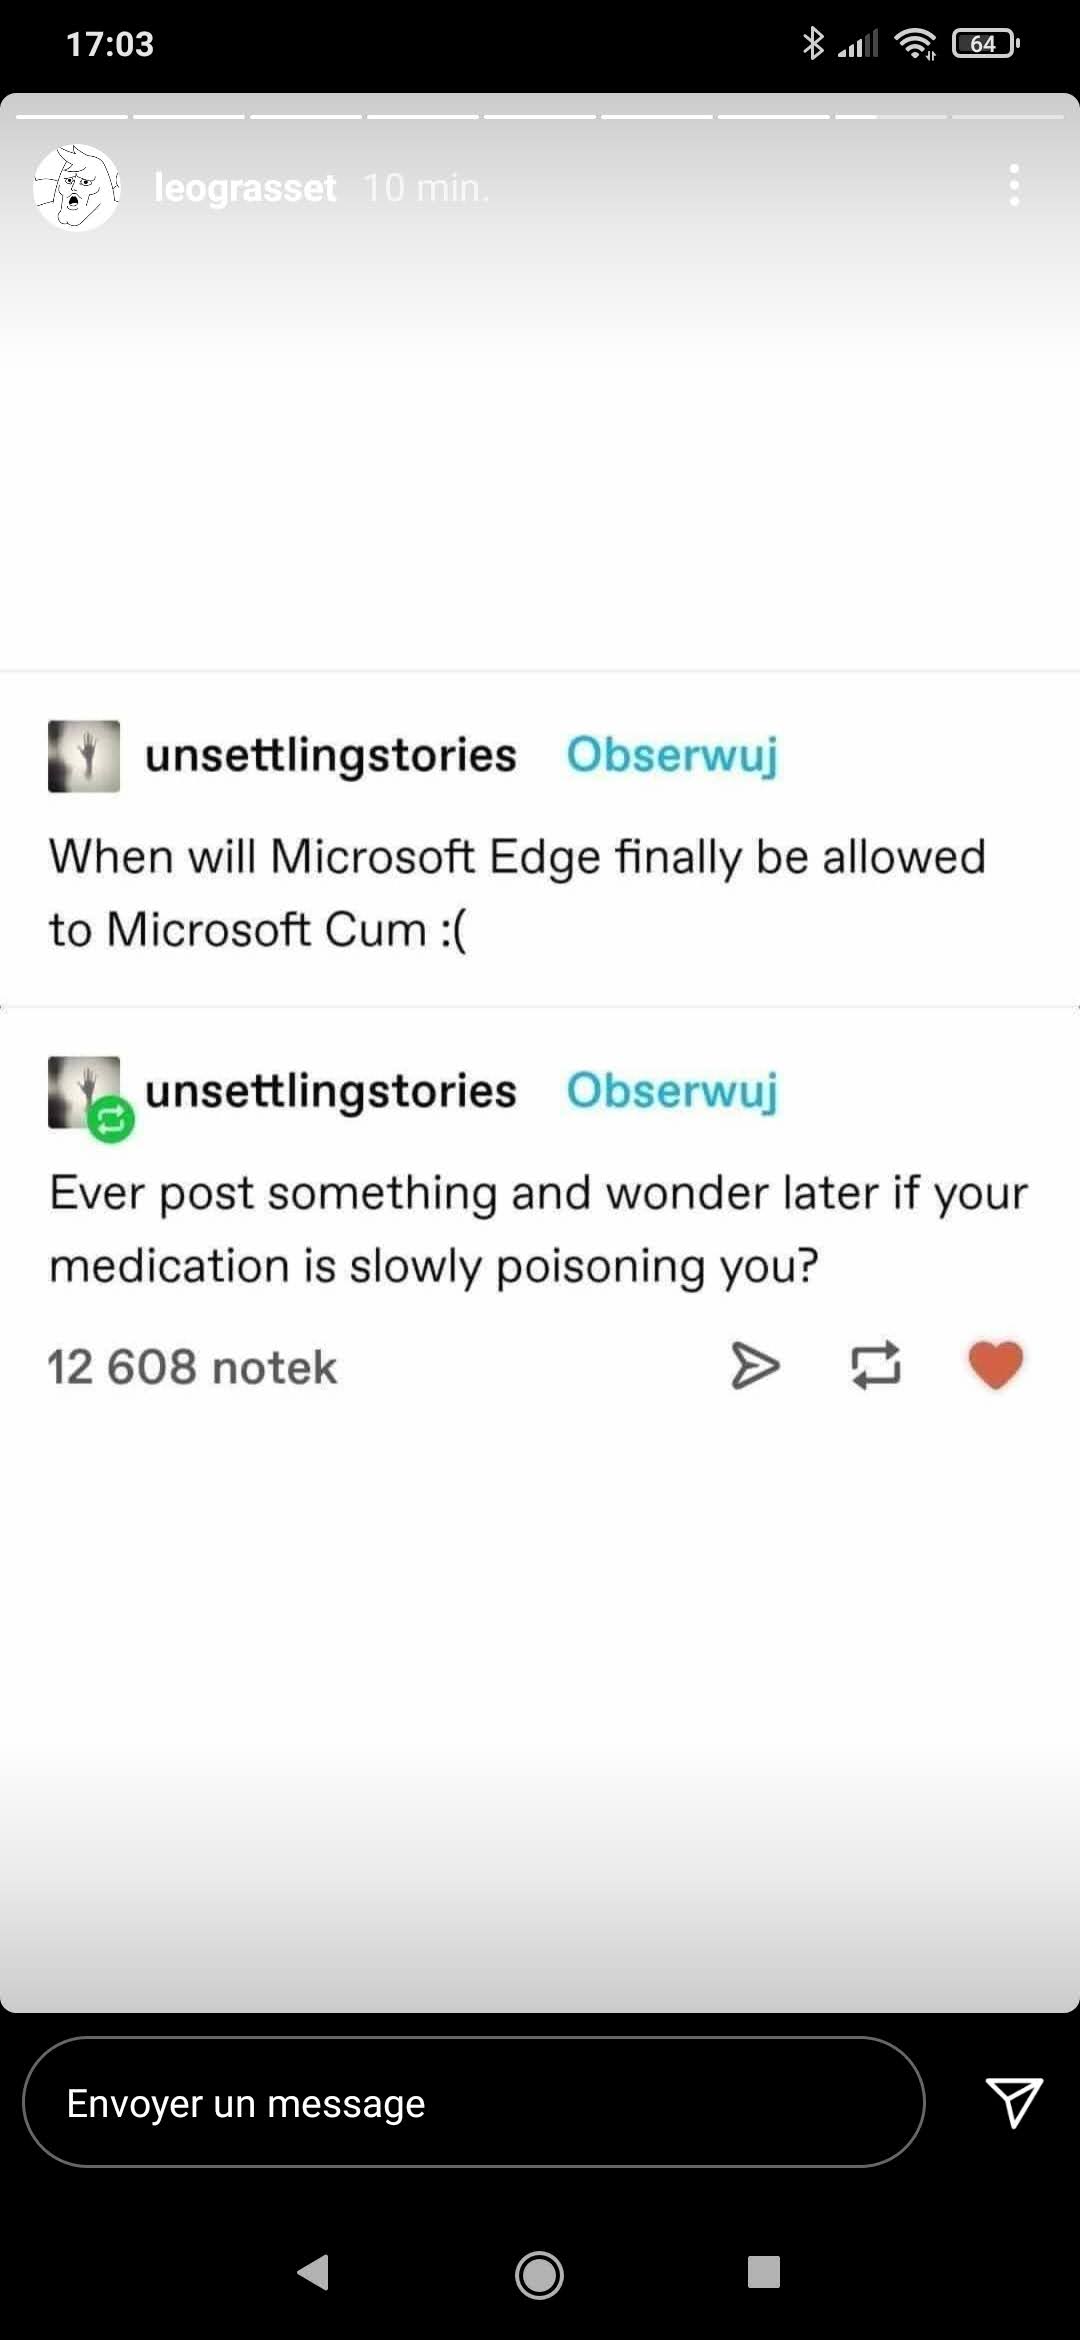 17:03
64
leograsset 10 min.
unsettlingstories Obserwuj
When will Microsoft Edge finally be allowed
to Microsoft Cum :(
unsettlingstories Obserwuj
Ever post something and wonder later if your
medication is slowly poisoning you?
12 608 notek
Envoyer un message